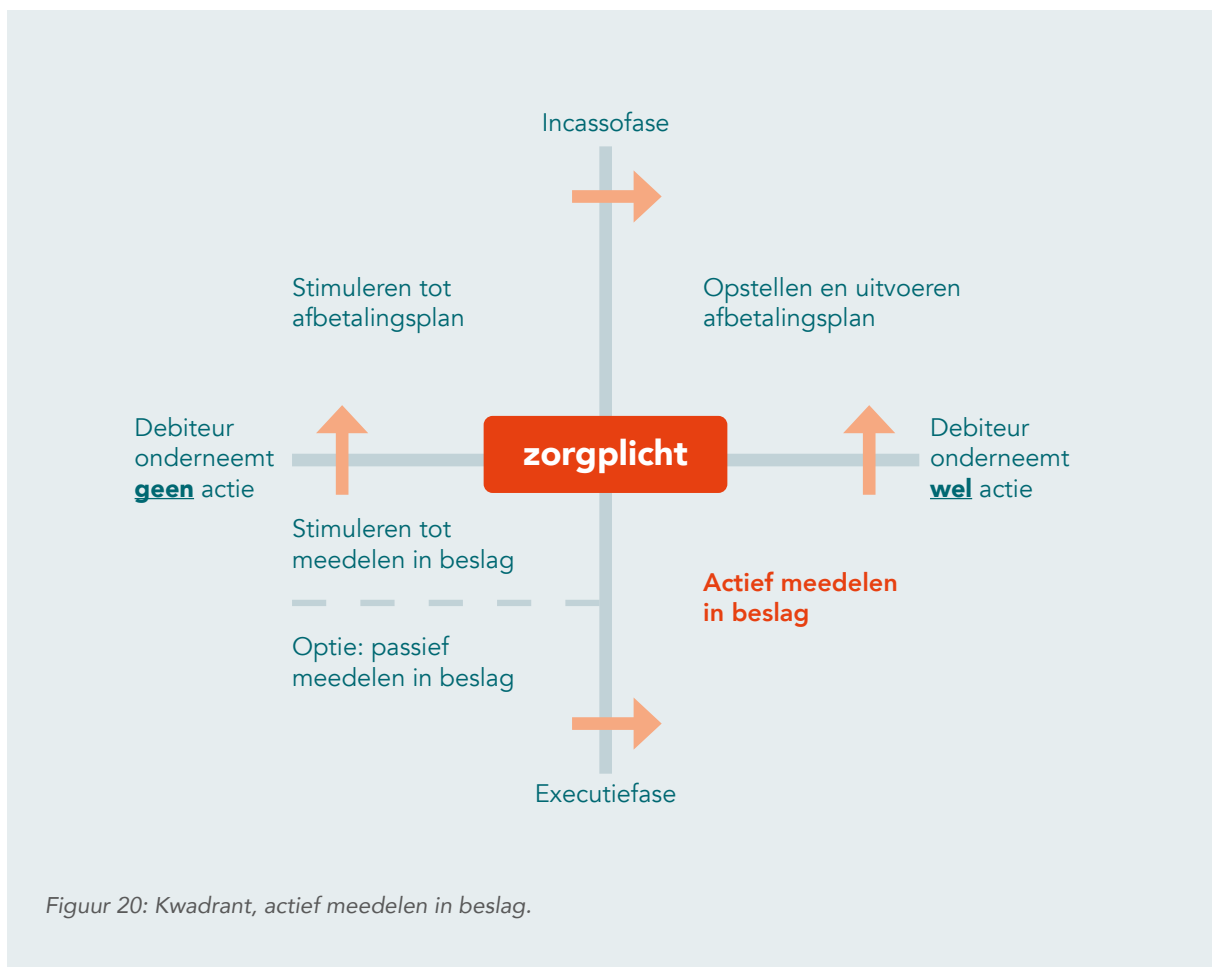 Incassofase
Stimuleren tot
afbetalingsplan
Opstellen en uitvoeren
afbetalingsplan
Debiteur
onderneemt
geen actie
zorgplicht
Debiteur
onderneemt
wel actie
Stimuleren tot
meedelen in beslag
Actief meedelen
in beslag
Optie: passief
meedelen in beslag
Executiefase
Figuur 20: Kwadrant, actief meedelen in beslag.